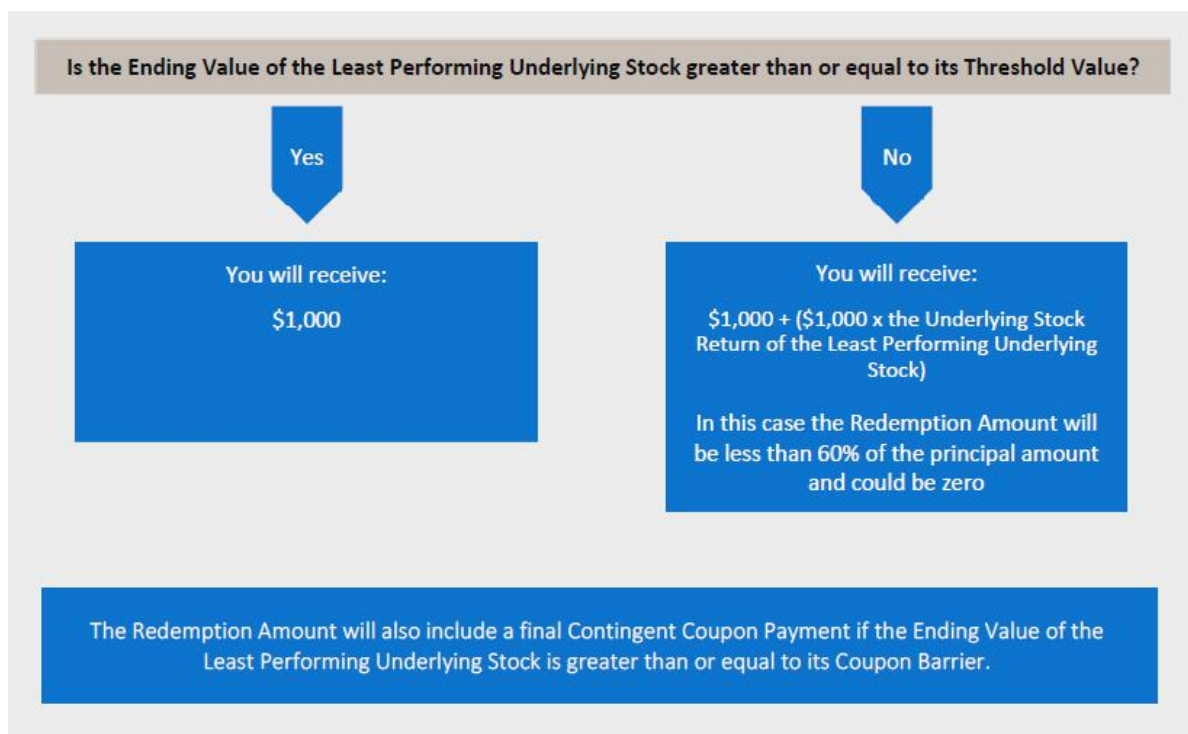 Is the Ending Value of the Least Performing Underlying Stock greater than or equal to its Threshold Value?
Yes
No
You will receive:
$1,000
You will receive:
$1,000 + ($1,000 x the Underlying Stock
Return of the Least Performing Underlying
Stock)
In this case the Redemption Amount will
be less than 60% of the principal amount
and could be zero
The Redemption Amount will also include a final Contingent Coupon Payment if the Ending Value of the
Least Performing Underlying Stock is greater than or equal to its Coupon Barrier.